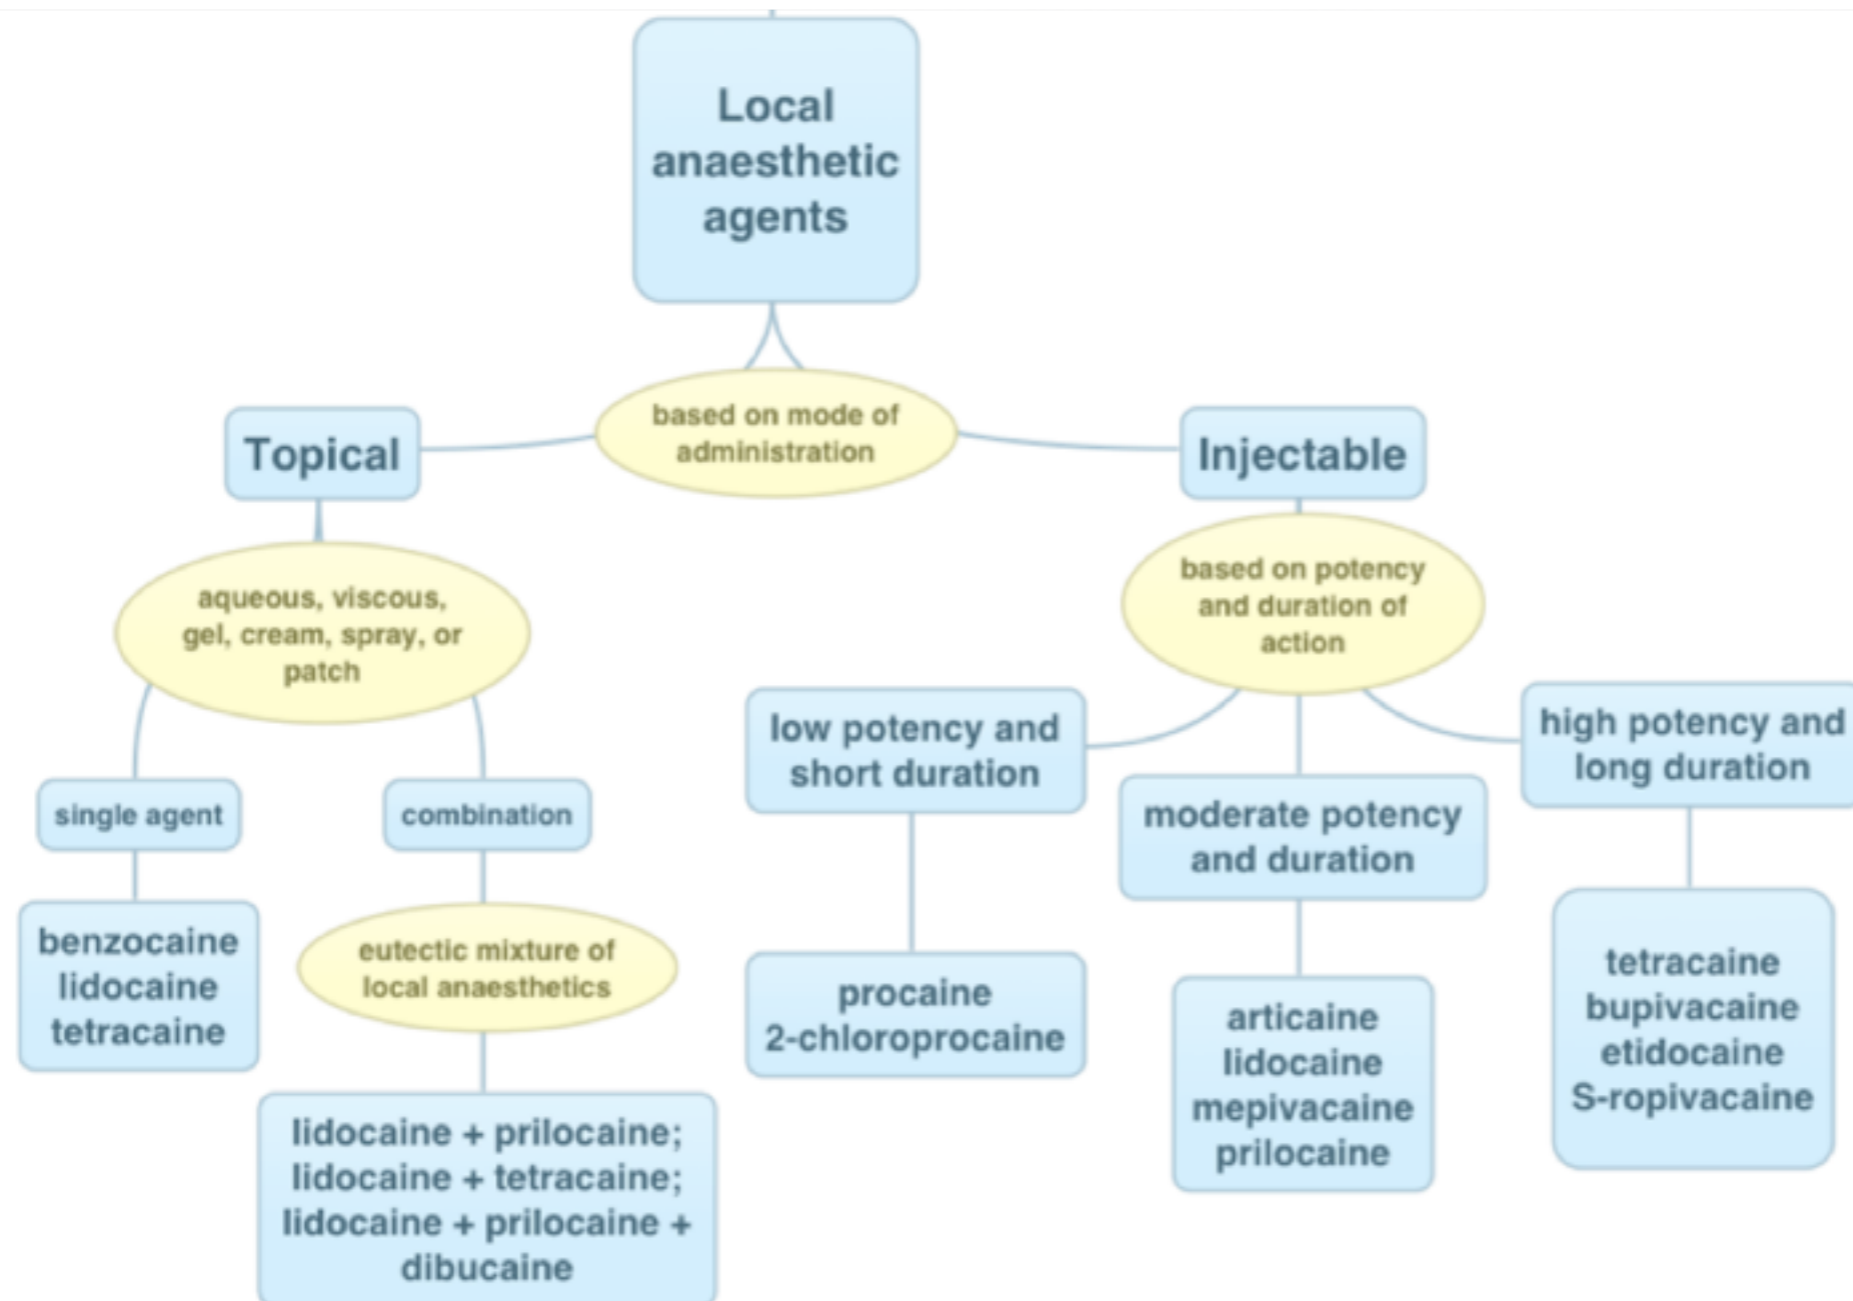 Local
anaesthetic
agents
based on mode of
administration
Topical
Injectable
aqueous, viscous,
gel, cream, spray, or
patch
based on potency
and duration of
action
single agent
combination
benzocaine
lidocaine
tetracaine
eutectic mixture of
local anaesthetics
lidocaine + prilocaine;
lidocaine + tetracaine;
lidocaine + prilocaine +
dibucaine
low potency and
short duration
procaine
2-chloroprocaine
moderate potency
and duration
articaine
lidocaine
mepivacaine
prilocaine
high potency and
long duration
tetracaine
bupivacaine
etidocaine
S-ropivacaine